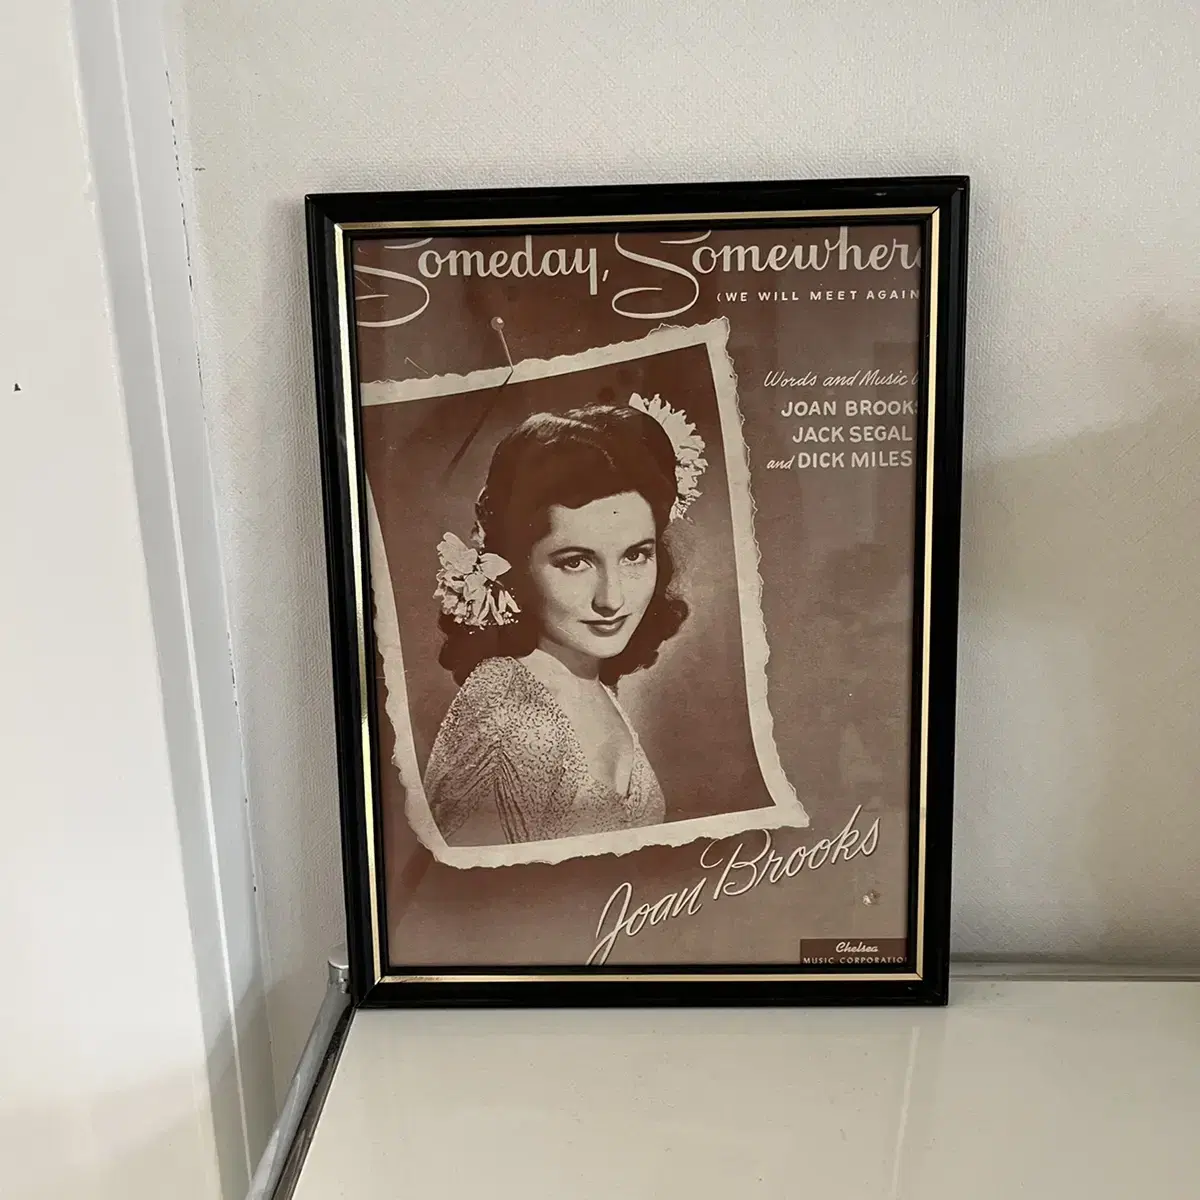 Someday, Somewher
(WE WILL MEET AGAIN
Words and Music
JOAN BROOKS
JACK SEGAL
and DICK MILES
Joan Brooks
Chelsea
MUSIC CORPORATIO